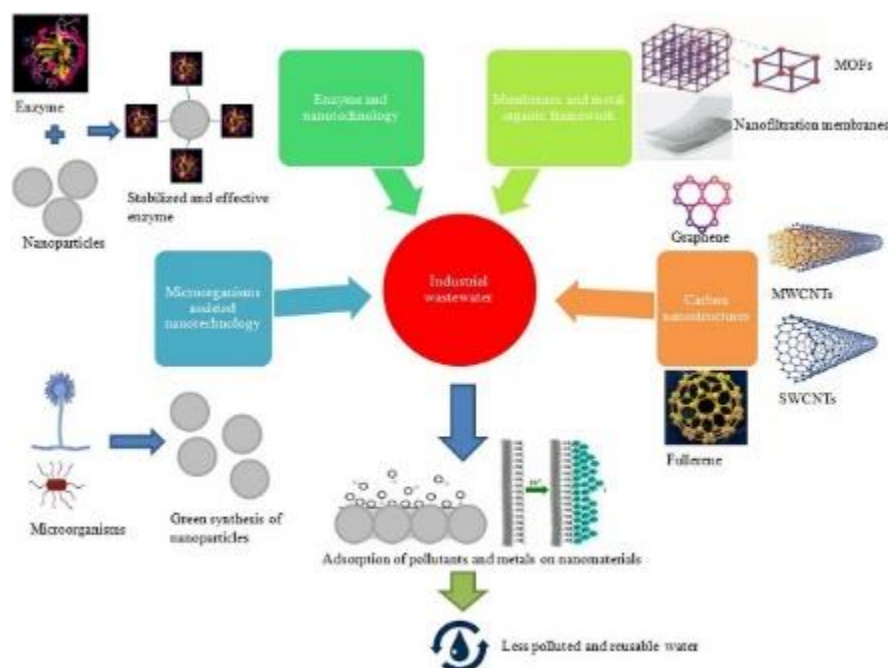 Enzyme
Nanoparticles
Stabilized and effective
enzyme
Enzyme and
nanotechnology
Membranes and metal
organic framework
MOFs
Nanofiltration membranes
Graphene
Microorganisms
assisted
nanotechnology
Industrial
wastewater
Carbon
nanostructures
MWCNTs
SWCNTs
Fullerene
Microorganisms
Green synthesis of
nanoparticles
Adsorption of pollutants and metals on nanomaterials
Less polluted and reusable water